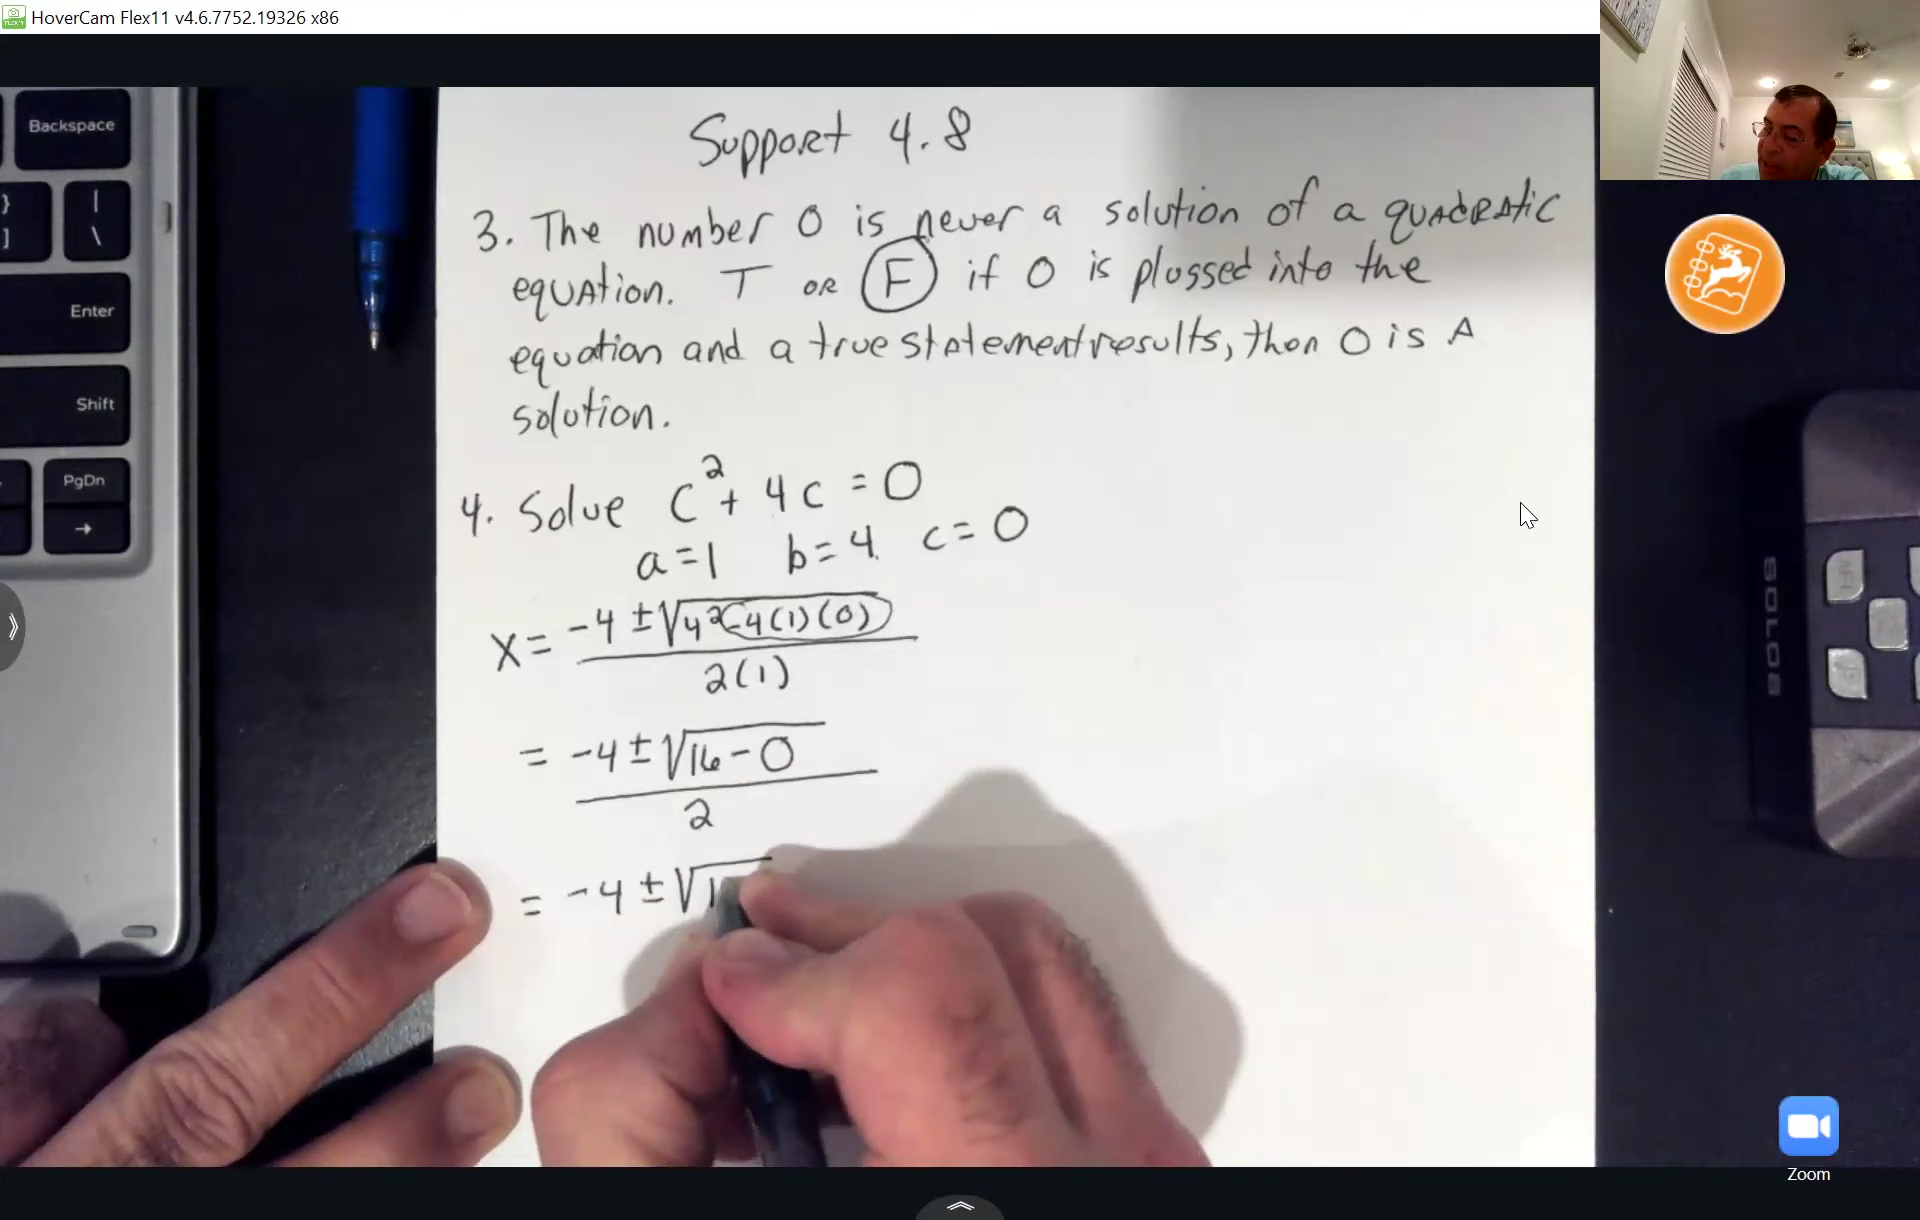 HoverCam Flex11 v4.6.7752.19326 x86
Backspace
}
]
|
\
Enter
Shift
PgDn
→
Support 4.8
3. The number 0 is never a solution of a quadratic
equation. T or F if 0 is plugged into the
equation and a true statement results, then 0 is A
solution.
4. Solve c² + 4c = 0
a = 1 b = 4 c = 0
x = -4 ± √4² - 4(1)(0)
2(1)
= -4 ± √16 - 0
2
= -4 ± √1
SOLO8
Zoom